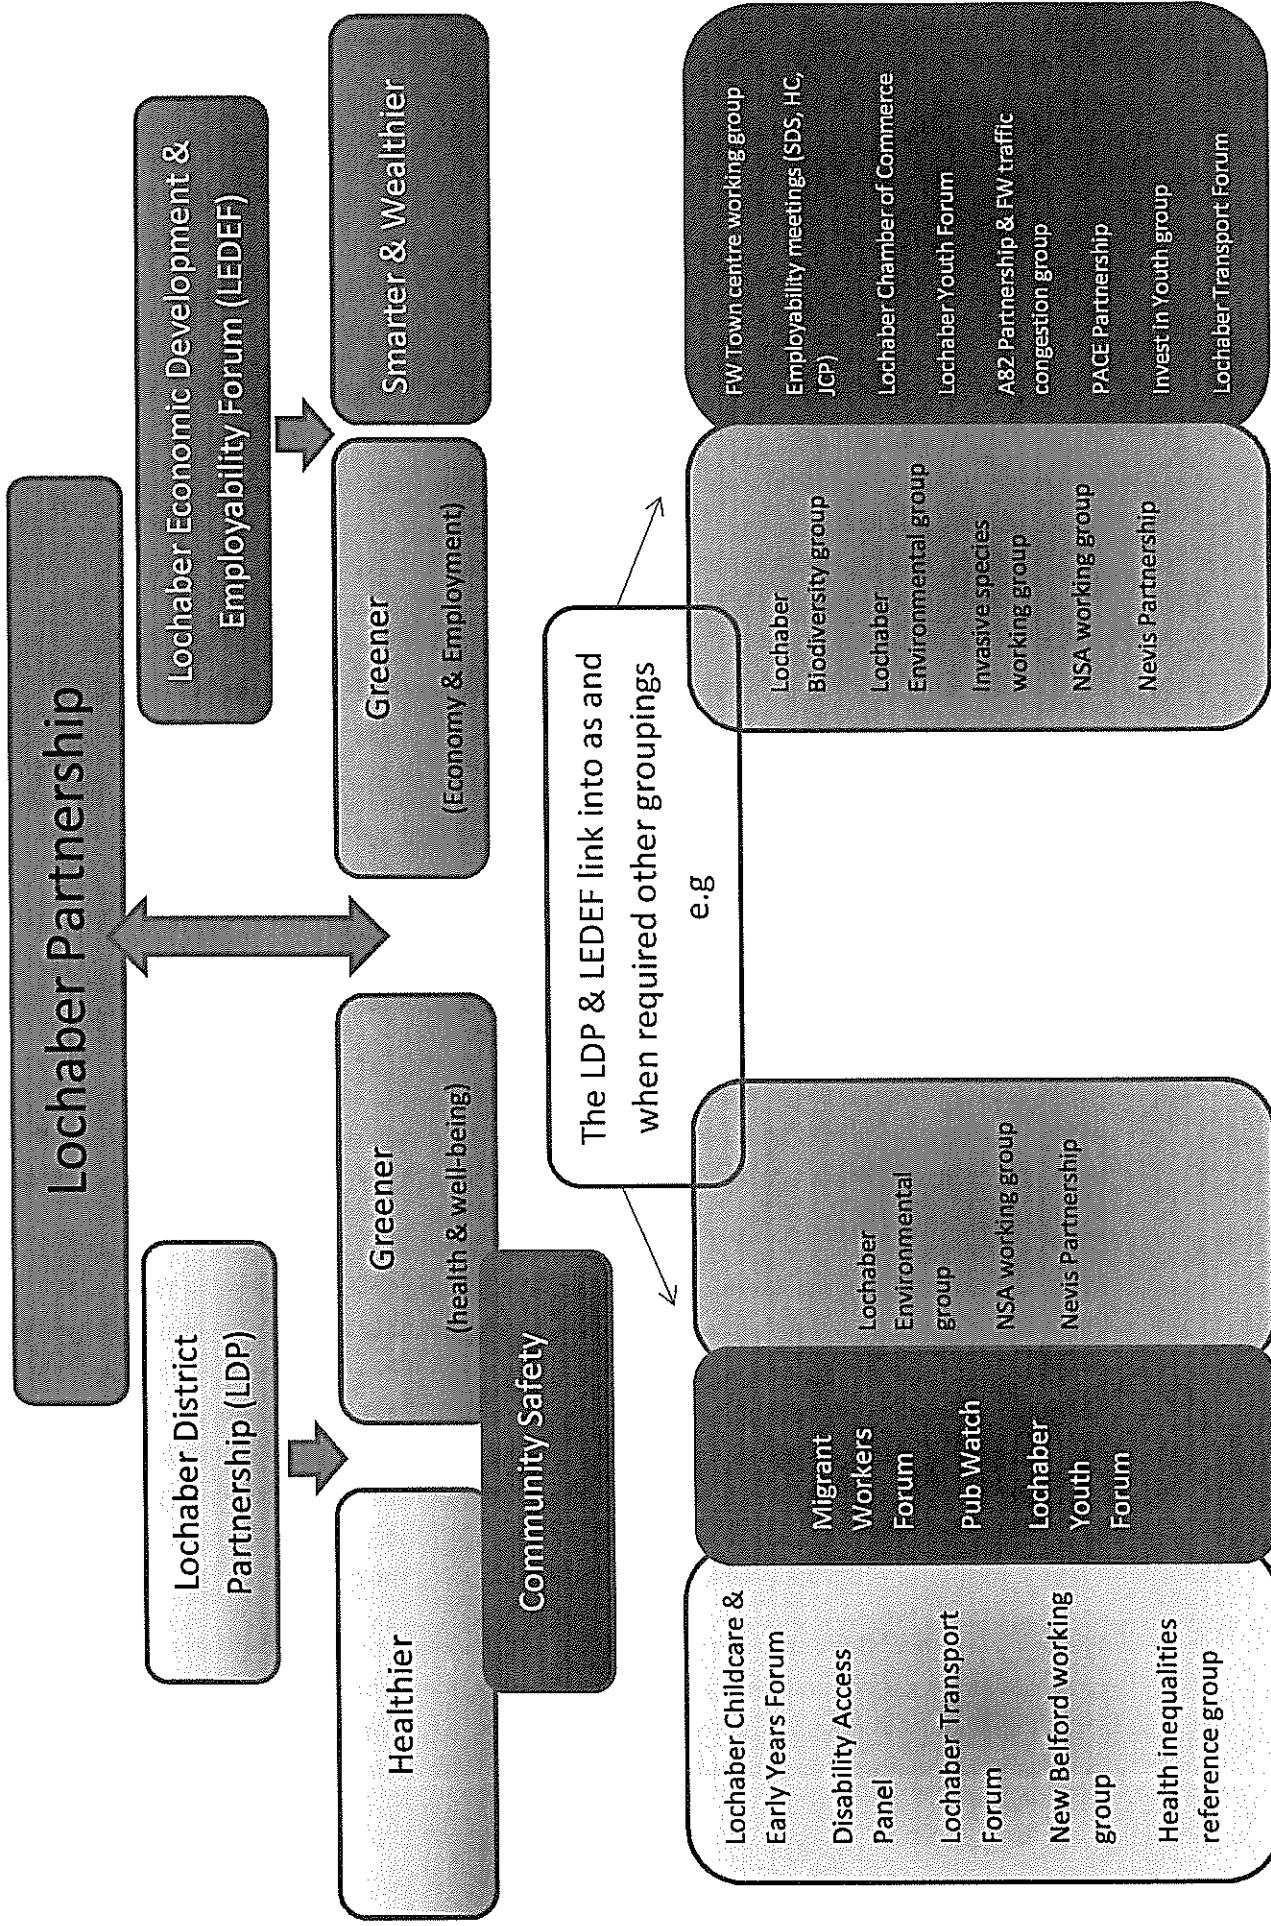 Lochaber Partnership
Lochaber District
Partnership (LDP)
Lochaber Economic Development &
Employability Forum (LEDEF)
Healthier
Greener
(health & well-being)
Community Safety
Greener
(Economy & Employment)
Smarter & Wealthier
The LDP & LEDEF link into as and
when required other groupings
e.g
Lochaber Childcare &
Early Years Forum
Disability Access
Panel
Lochaber Transport
Forum
New Belford working
group
Health inequalities
reference group
Migrant
Workers
Forum
Pub Watch
Lochaber
Youth
Forum
Lochaber
Environmental
group
NSA working group
Nevis Partnership
Lochaber
Biodiversity group
Lochaber
Environmental group
Invasive species
working group
NSA working group
Nevis Partnership
FW Town centre working group
Employability meetings (SDS, HC,
JCP)
Lochaber Chamber of Commerce
Lochaber Youth Forum
A82 Partnership & FW traffic
congestion group
PACE Partnership
Invest in Youth group
Lochaber Transport Forum